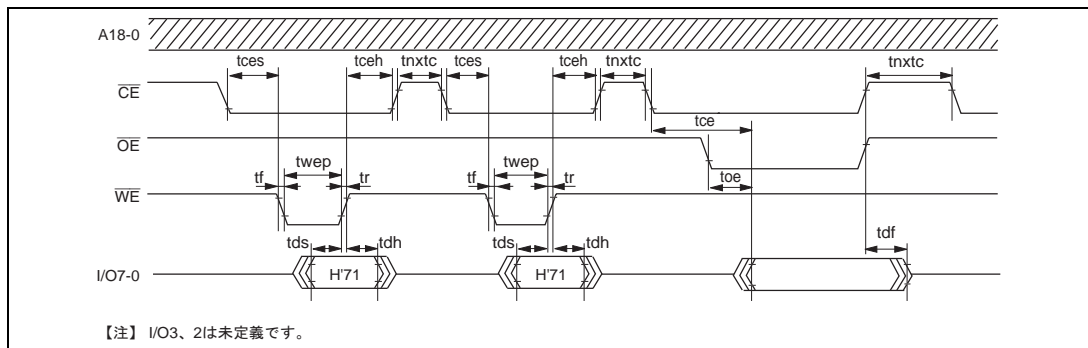 A18-0
tces tceh tnxtc tces tceh tnxtc tnxtc
CE
tce
OE
twep twep toe
tf tr tf tr
WE
tds tdh tds tdh tdf
I/O7-0 H'71 H'71
【注】 I/O3、2は未定義です。